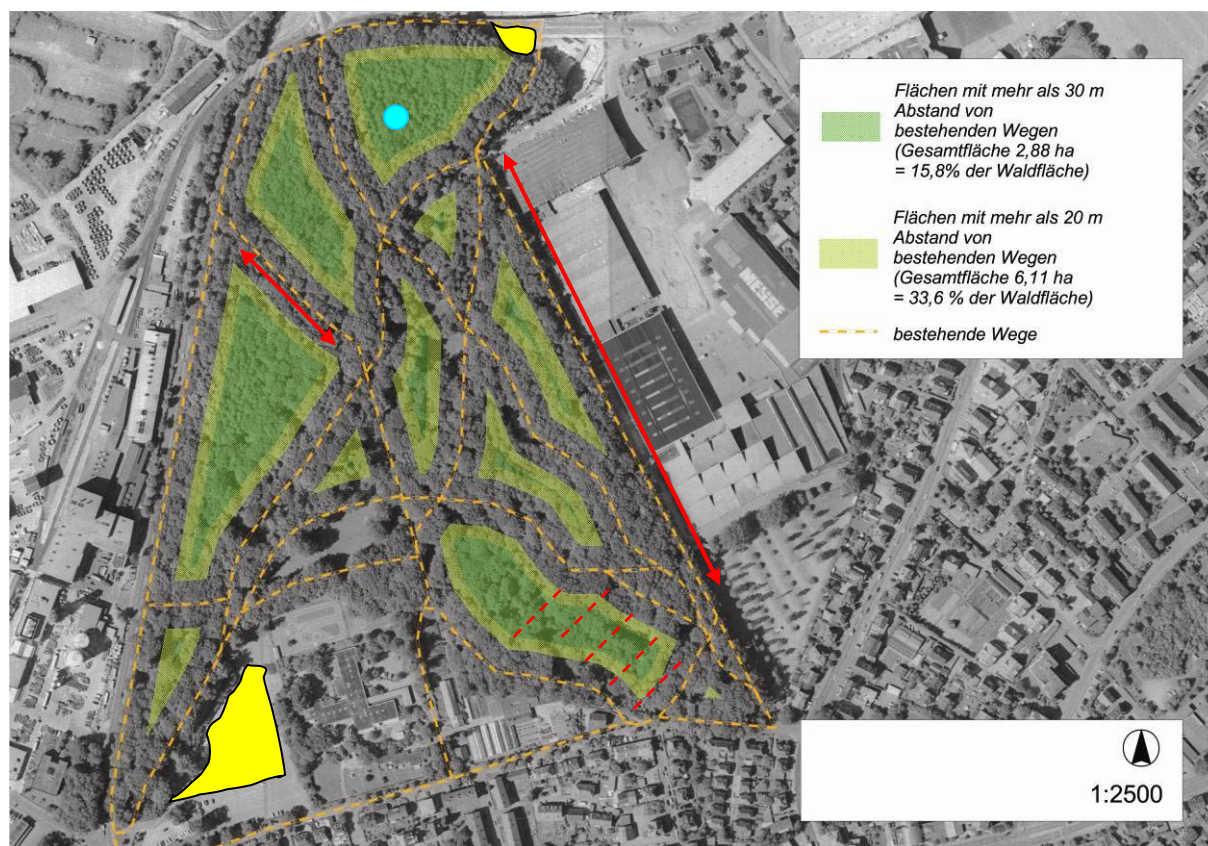 MESSE
Flächen mit mehr als 30 m
Abstand von
bestehenden Wegen
(Gesamtfläche 2,88 ha
= 15,8% der Waldfläche)
Flächen mit mehr als 20 m
Abstand von
bestehenden Wegen
(Gesamtfläche 6,11 ha
= 33,6 % der Waldfläche)
bestehende Wege
1:2500